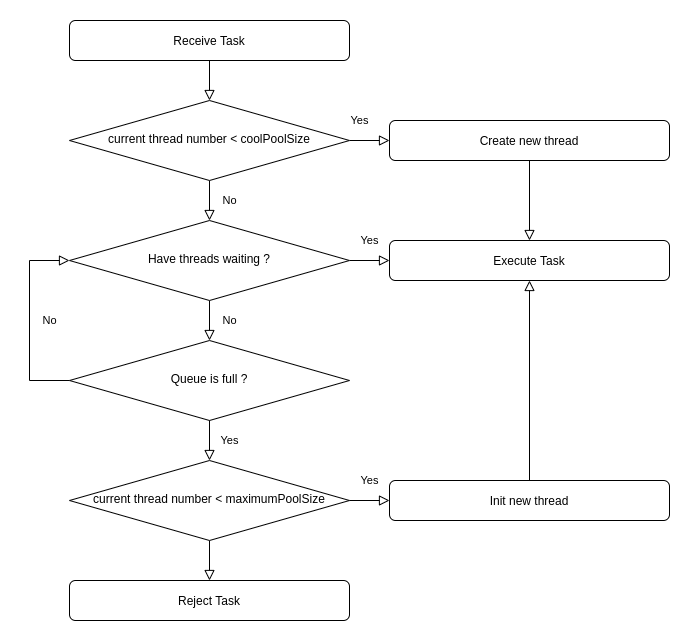 Receive Task
Yes
current thread number < coolPoolSize
Create new thread
No
Yes
Have threads waiting ?
Execute Task
No
No
Queue is full ?
Yes
Yes
current thread number < maximumPoolSize
Init new thread
Reject Task